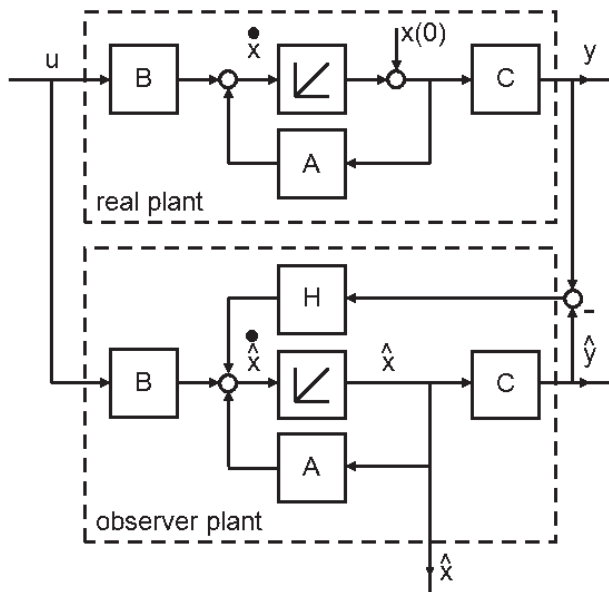 x(0)
u
ẋ
y
B
C
A
real plant
H
-
x̂̇
x̂
ŷ
B
C
A
observer plant
x̂